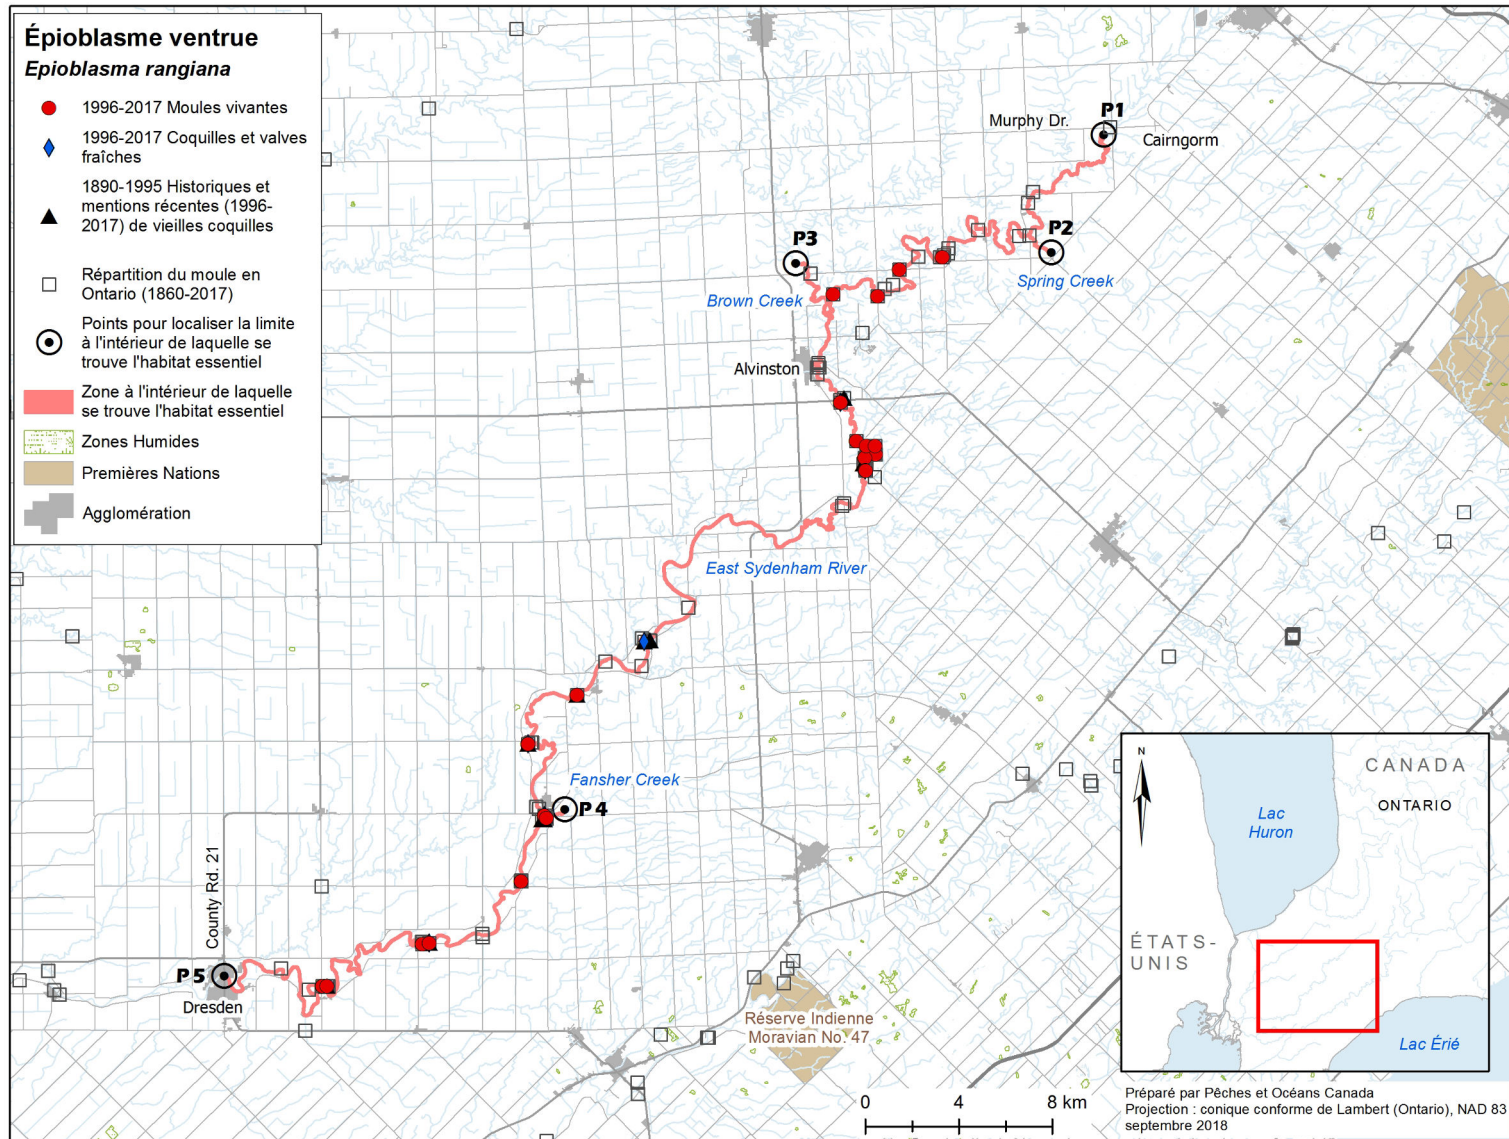 Épioblasme ventrue
Epioblasma rangiana
1996-2017 Moules vivantes
1996-2017 Coquilles et valves
fraîches
1890-1995 Historiques et
mentions récentes (1996-
2017) de vieilles coquilles
Répartition du moule en
Ontario (1860-2017)
Points pour localiser la limite
à l'intérieur de laquelle se
trouve l'habitat essentiel
Zone à l'intérieur de laquelle
se trouve l'habitat essentiel
Zones Humides
Premières Nations
Agglomération
P1
Murphy Dr.
Cairngorm
P2
Spring Creek
P3
Brown Creek
Alvinston
East Sydenham River
Fansher Creek
P4
County Rd. 21
P5
Dresden
Réserve Indienne
Moravian No. 47
N
CANADA
ONTARIO
Lac
Huron
ÉTATS-
UNIS
Lac Érié
0 4 8 km
Préparé par Pêches et Océans Canada
Projection : conique conforme de Lambert (Ontario), NAD 83
septembre 2018